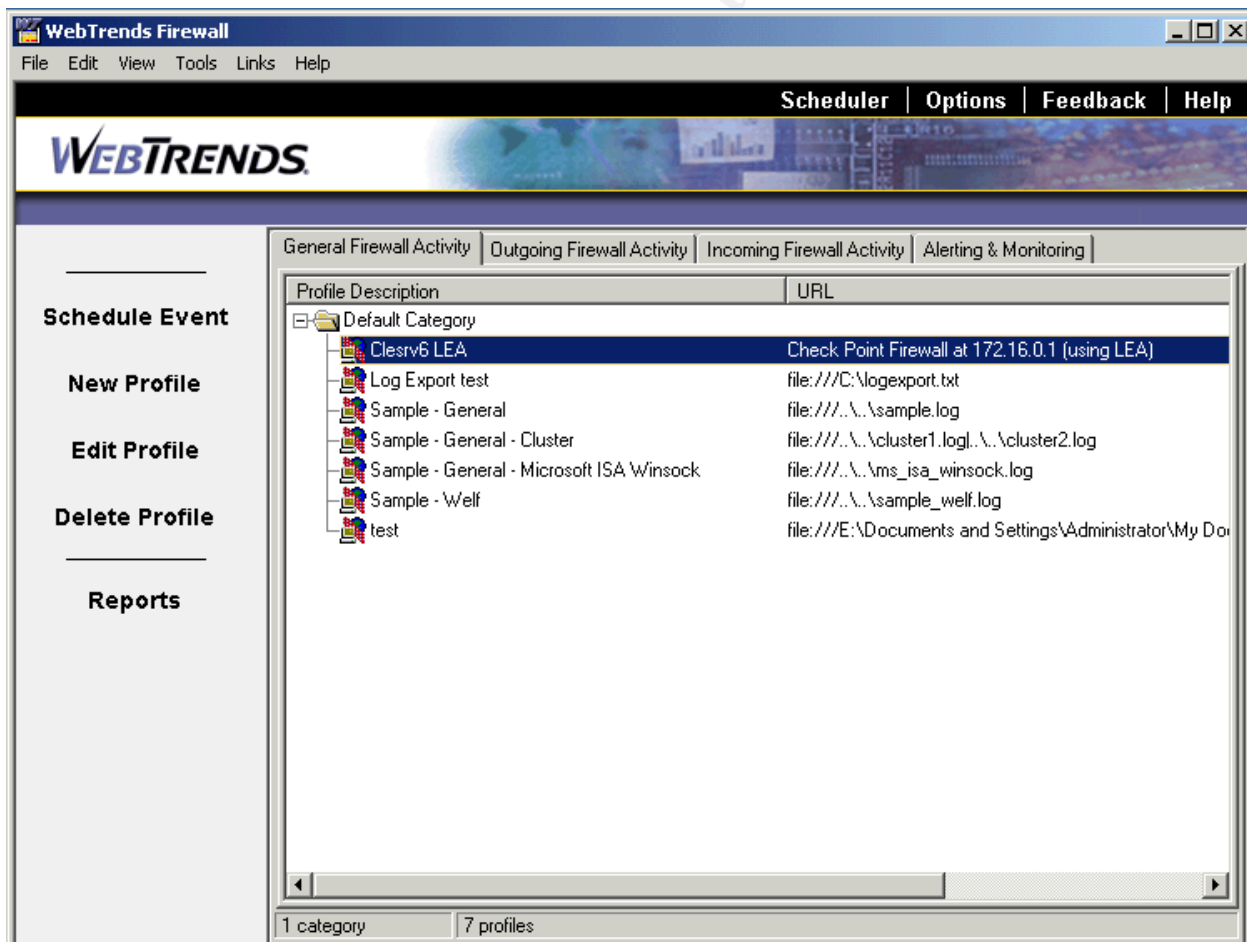 WebTrends Firewall
File Edit View Tools Links Help
Scheduler | Options | Feedback | Help
WEBTRENDS.
General Firewall Activity Outgoing Firewall Activity Incoming Firewall Activity Alerting & Monitoring
Profile Description URL
Schedule Event
New Profile
Edit Profile
Delete Profile
Reports
Default Category
Clesrv6 LEA Check Point Firewall at 172.16.0.1 (using LEA)
Log Export test file:///C:\logexport.txt
Sample - General file:///..\..\sample.log
Sample - General - Cluster file:///..\..\cluster1.log|..\..\cluster2.log
Sample - General - Microsoft ISA Winsock file:///..\..\ms_isa_winsock.log
Sample - Welf file:///..\..\sample_welf.log
test file:///E:\Documents and Settings\Administrator\My Do
1 category 7 profiles